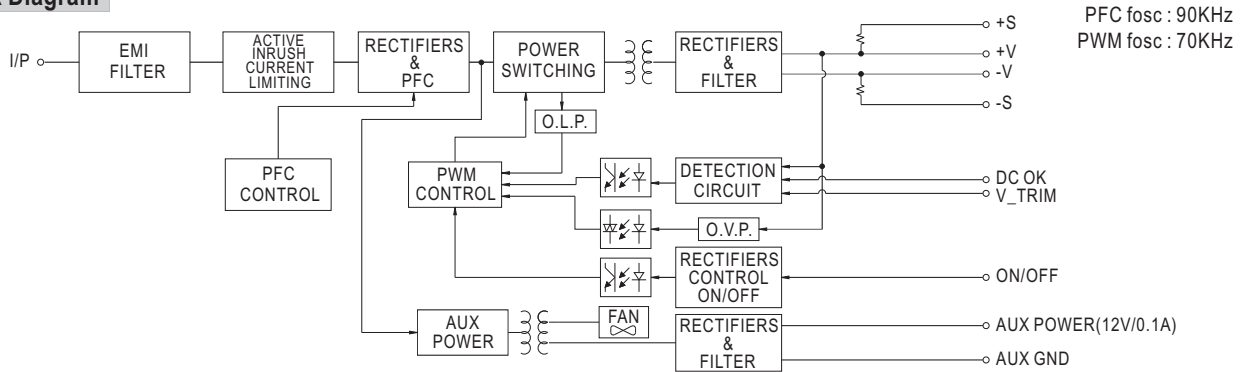 Diagram
PFC fosc : 90KHz
PWM fosc : 70KHz
I/P
EMI
FILTER
ACTIVE
INRUSH
CURRENT
LIMITING
RECTIFIERS
&
PFC
POWER
SWITCHING
RECTIFIERS
&
FILTER
+S
+V
-V
-S
O.L.P.
PFC
CONTROL
PWM
CONTROL
DETECTION
CIRCUIT
DC OK
V_TRIM
O.V.P.
RECTIFIERS
CONTROL
ON/OFF
ON/OFF
AUX
POWER
FAN
RECTIFIERS
&
FILTER
AUX POWER(12V/0.1A)
AUX GND